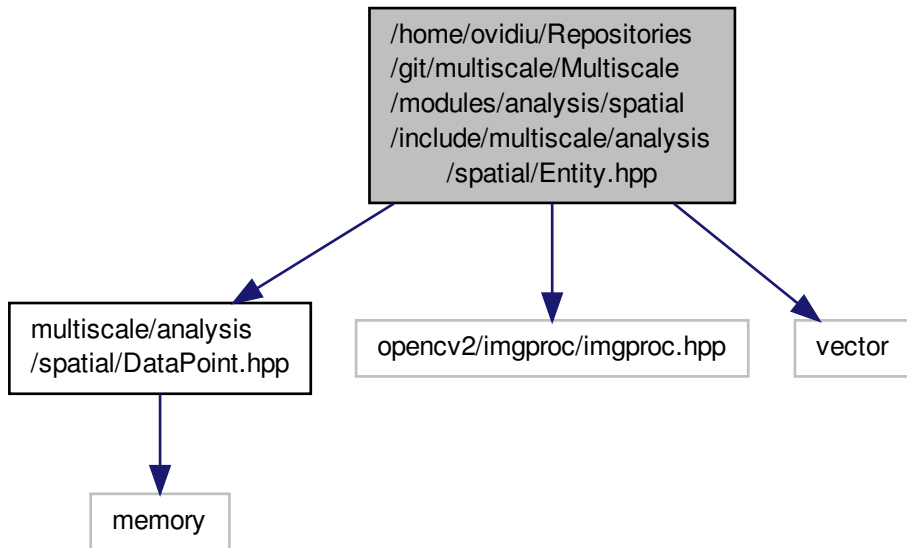 /home/ovidiu/Repositories
/git/multiscale/Multiscale
/modules/analysis/spatial
/include/multiscale/analysis
/spatial/Entity.hpp
multiscale/analysis
/spatial/DataPoint.hpp
opencv2/imgproc/imgproc.hpp
vector
memory